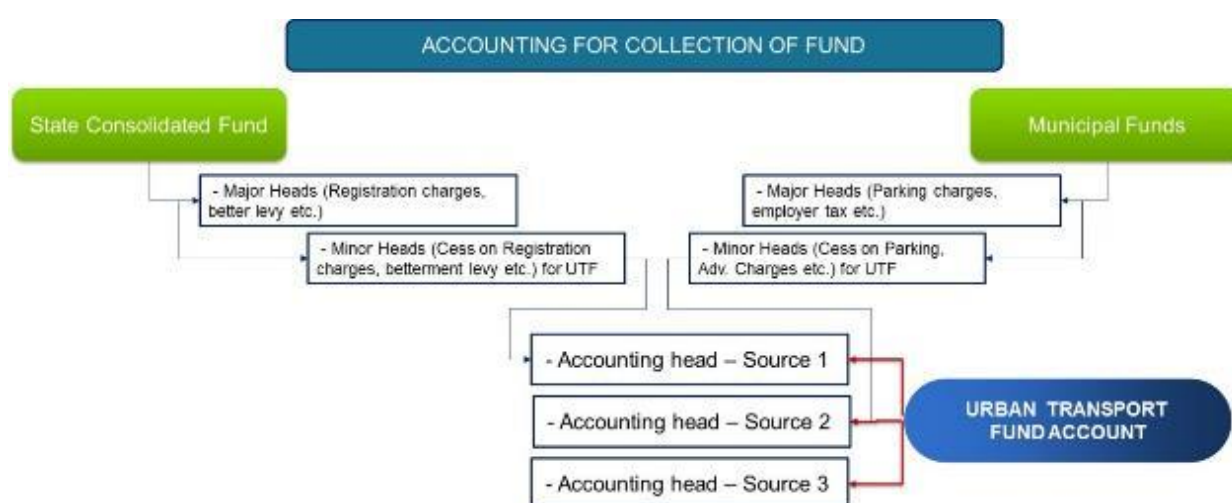 ACCOUNTING FOR COLLECTION OF FUND
State Consolidated Fund
Municipal Funds
- Major Heads (Registration charges,
better levy etc.)
- Major Heads (Parking charges,
employer tax etc.)
- Minor Heads (Cess on Registration
charges, betterment levy etc.) for UTF
- Minor Heads (Cess on Parking,
Adv. Charges etc.) for UTF
- Accounting head – Source 1
- Accounting head – Source 2
- Accounting head – Source 3
URBAN TRANSPORT
FUND ACCOUNT